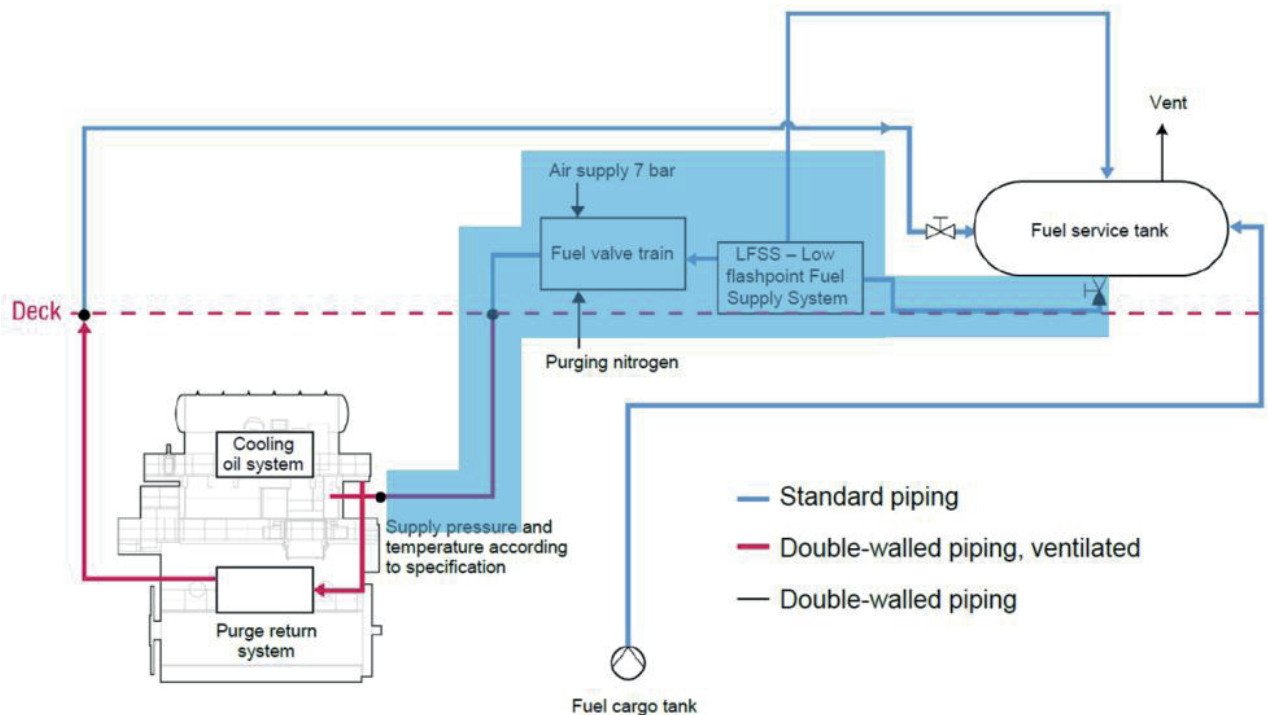 Vent
Air supply 7 bar
Fuel service tank
Fuel valve train
LFSS – Low
flashpoint Fuel
Supply System
Deck
Purging nitrogen
Cooling
oil system
Supply pressure and
temperature according
to specification
Purge return
system
Standard piping
Double-walled piping, ventilated
Double-walled piping
Fuel cargo tank